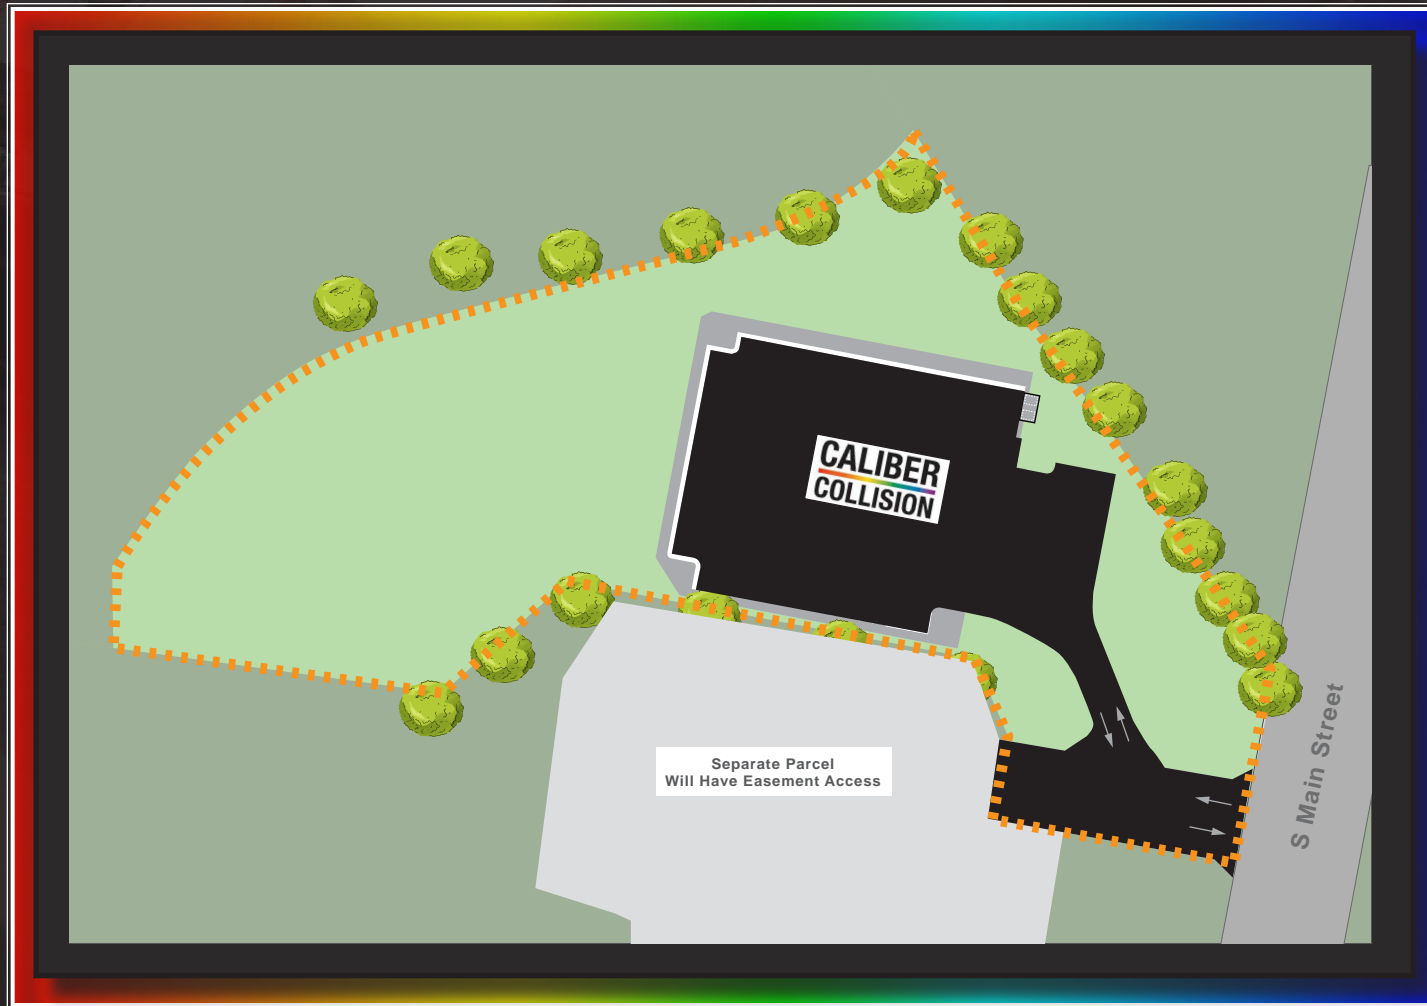 CALIBER
COLLISION
Separate Parcel
Will Have Easement Access
S Main Street